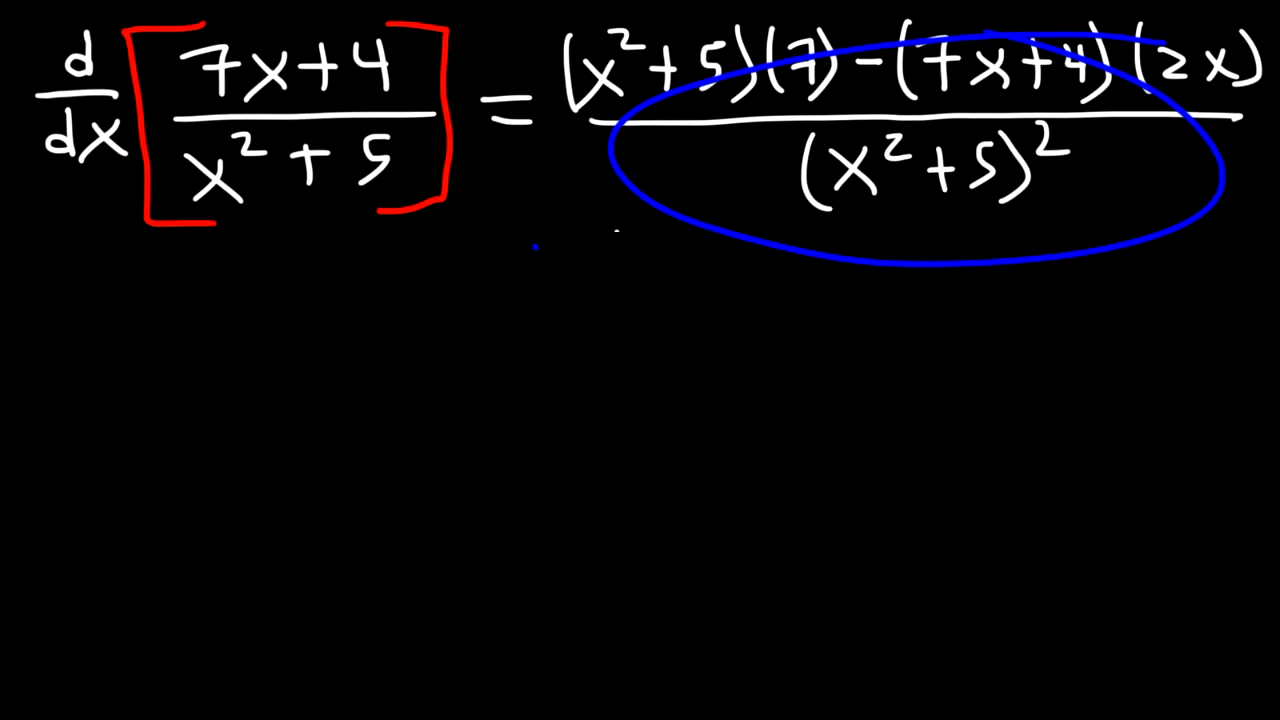 d/dx [ (7x+4)/(x²+5) ] = ((x²+5)(7)-(7x+4)(2x))/(x²+5)²